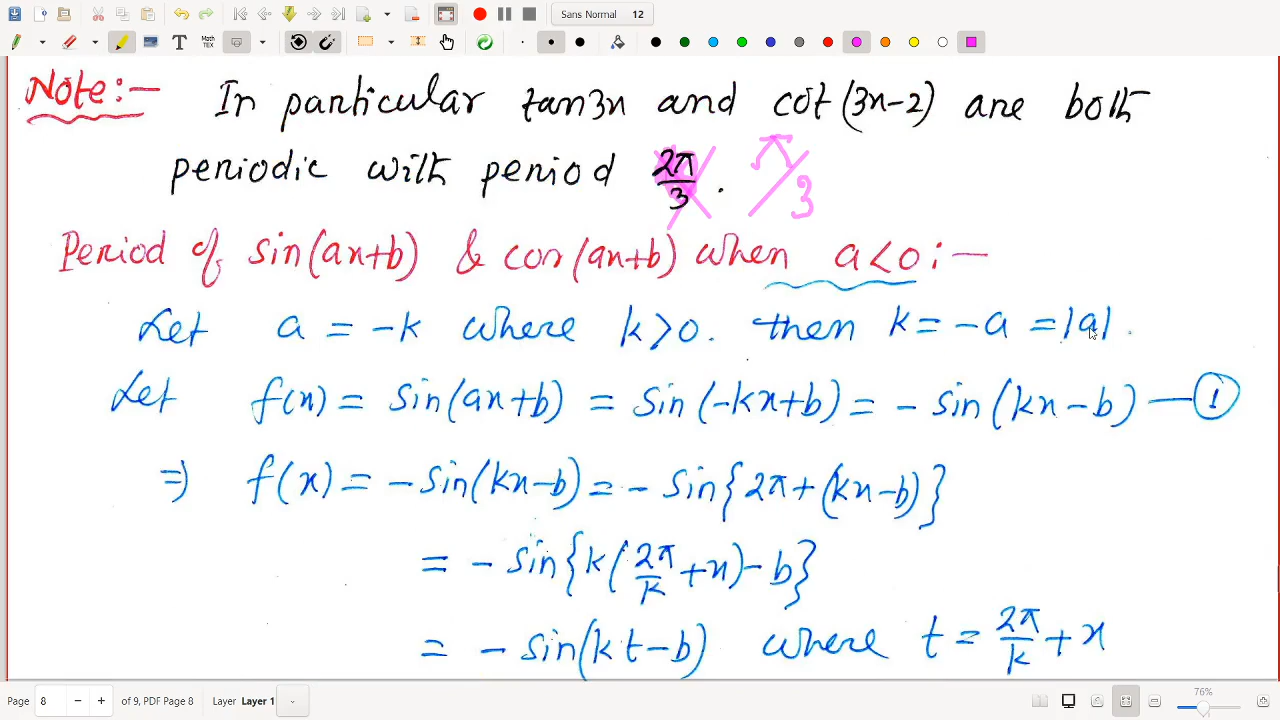 Sans Normal 12
T MATH TEX
Note:-
In particular tan3x and cot(3x-2) are both
periodic with period 2π/3 . π/3
Period of sin(ax+b) & cos(ax+b) when a<0:-
Let a = -k where k>0. then k = -a = |a| .
Let f(x) = sin(ax+b) = sin(-kx+b) = - sin(kx-b) — ①
⇒ f(x) = -sin(kx-b) = - sin{2π+(kx-b)}
= - sin{k(2π/k +x)-b}
= - sin(kt-b) where t = 2π/k + x
Page 8 - + of 9, PDF Page 8 Layer Layer 1 76%